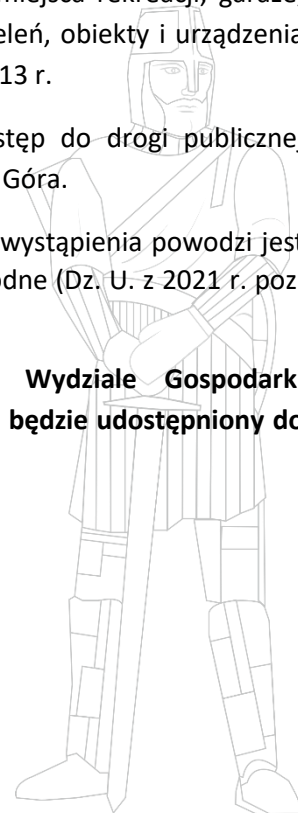 miejsca rekreacji, garaże,
eleń, obiekty i urządzenia
13 r.
stęp do drogi publicznej
Góra.
wystąpienia powodzi jest
odne (Dz. U. z 2021 r. poz
Wydziale Gospodark
będzie udostępniony do